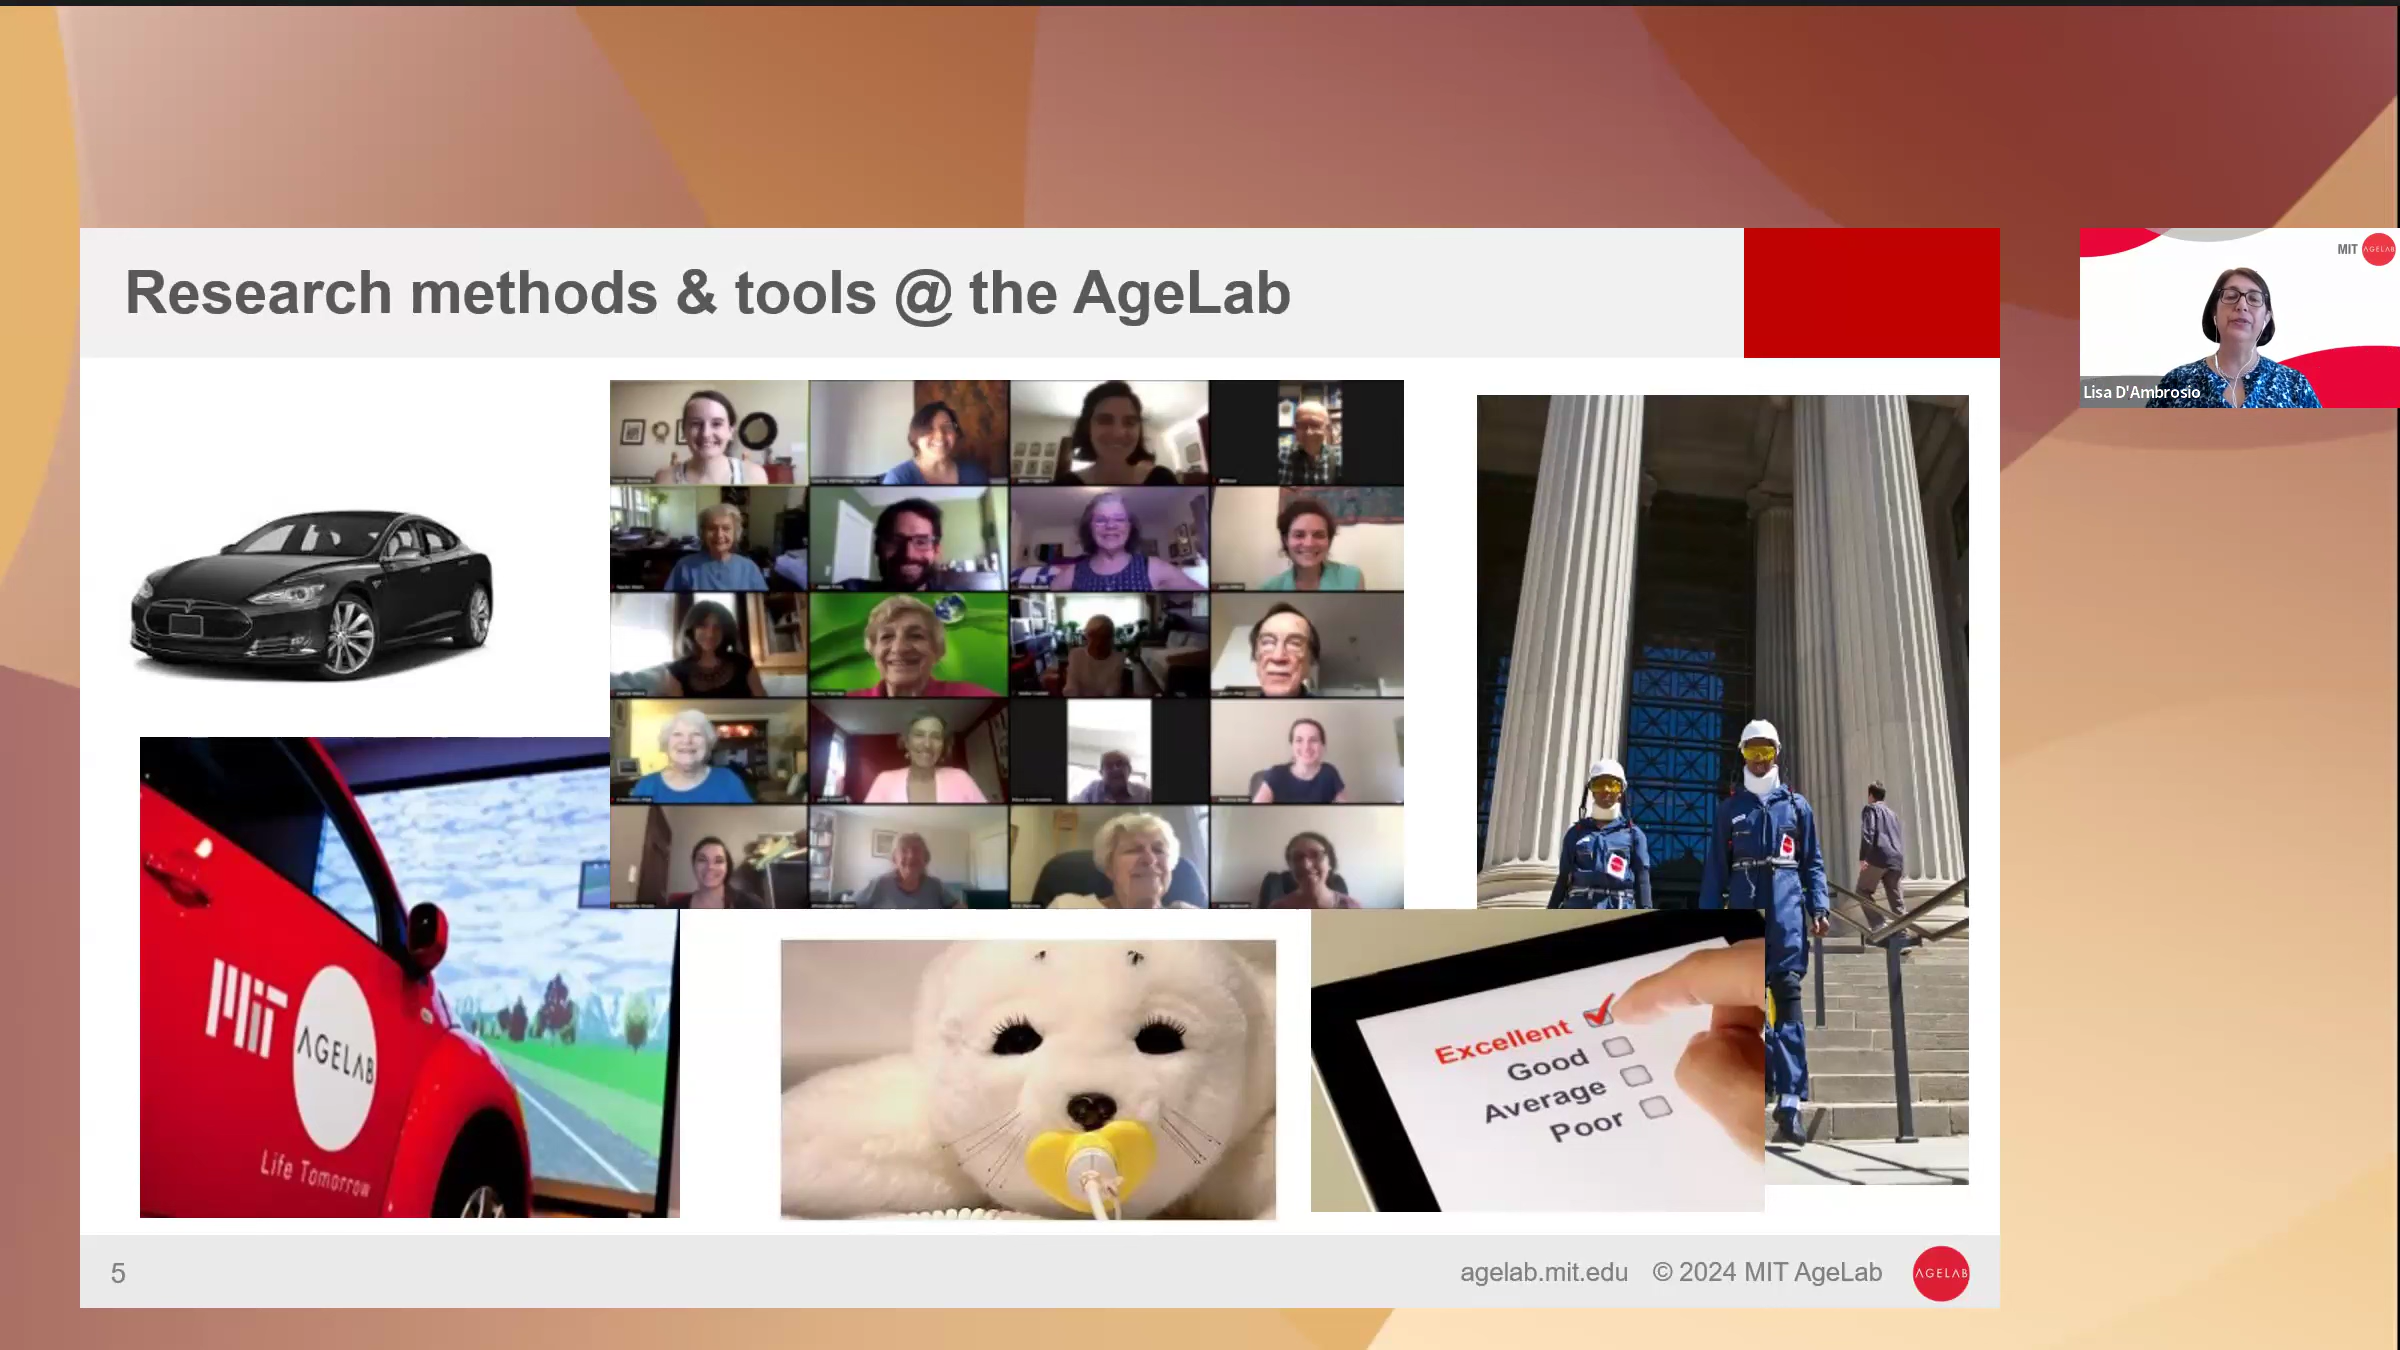 Research methods & tools @ the AgeLab
MIT AGELAB
Lisa D'Ambrosio
MIT
AGELAB
Life Tomorrow
Excellent
Good
Average
Poor
5
agelab.mit.edu © 2024 MIT AgeLab
AGELAB